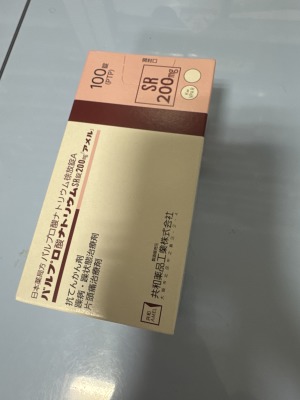 100錠
(PTP)
薬料口
SR
200mg
日本薬局方 バルプロ酸ナトリウム徐放錠A
バルプロ酸ナトリウムSR錠200mg「アメル」
抗てんかん剤
躁病・躁状態治療剤
片頭痛治療剤
共和薬品工業株式会社